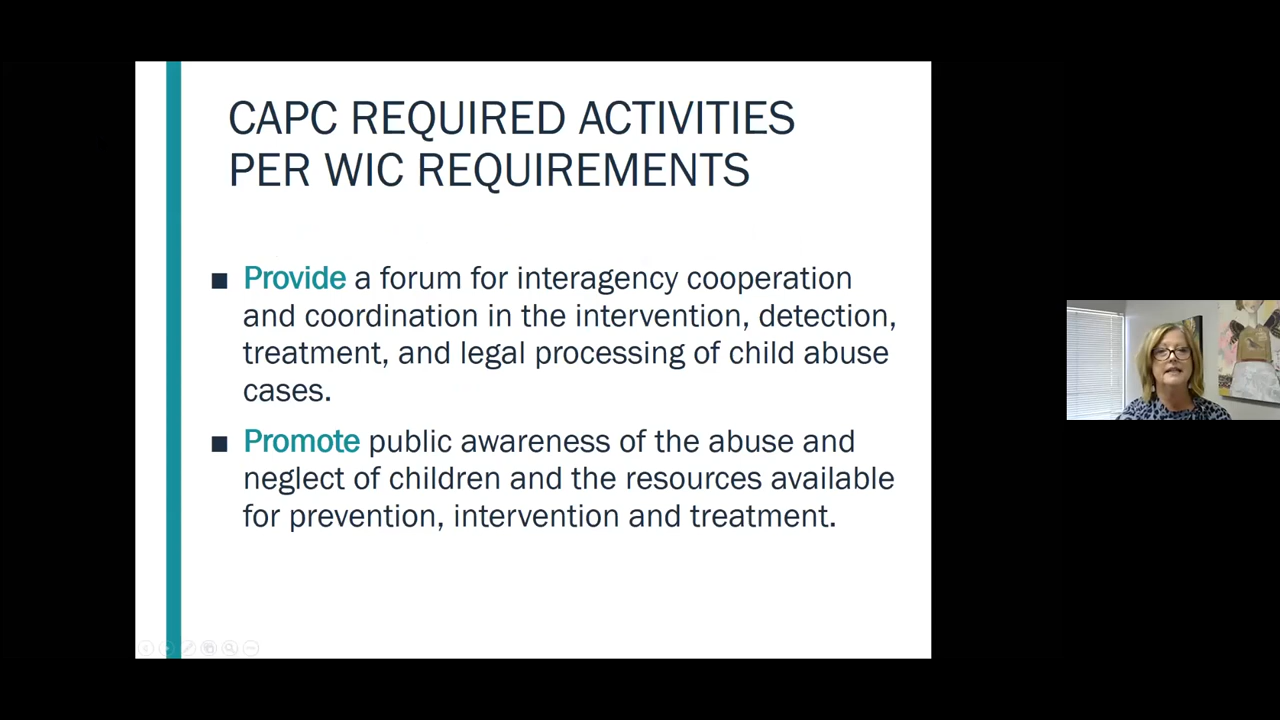 CAPC REQUIRED ACTIVITIES
PER WIC REQUIREMENTS
■ Provide a forum for interagency cooperation
and coordination in the intervention, detection,
treatment, and legal processing of child abuse
cases.
■ Promote public awareness of the abuse and
neglect of children and the resources available
for prevention, intervention and treatment.